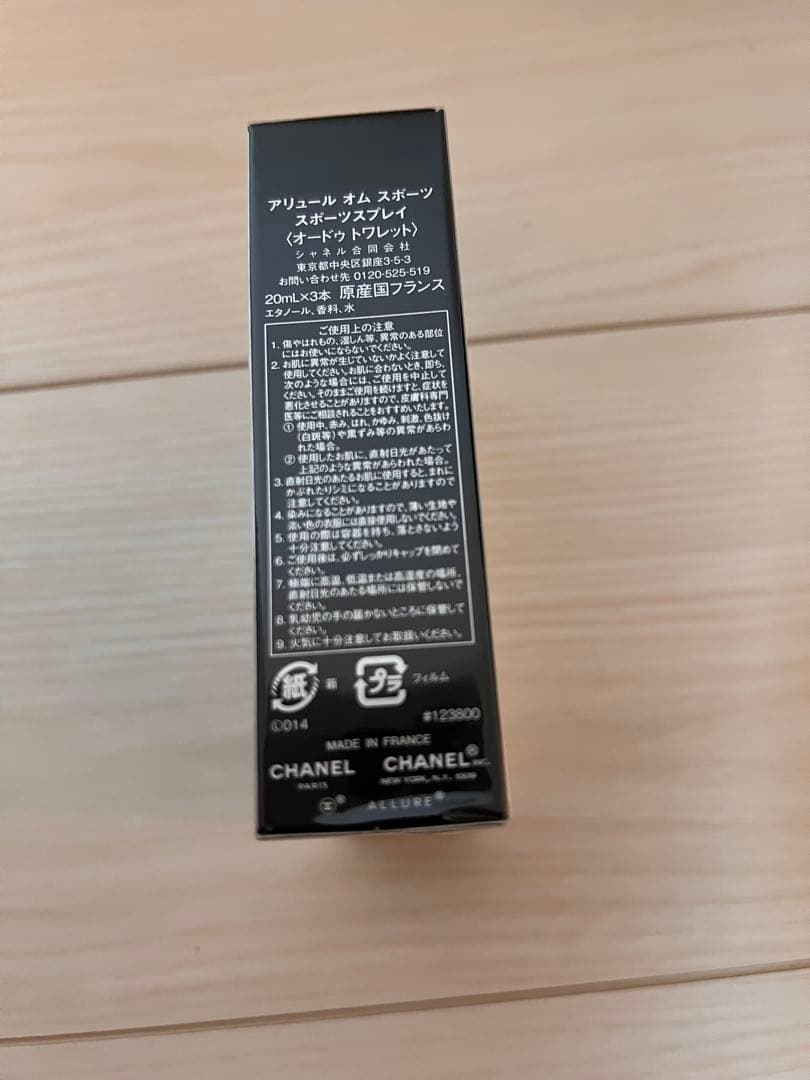 アリュール オム スポーツ
スポーツスプレイ
〈オードゥ トワレット〉
シャネル合同会社
東京都中央区銀座3-5-3
お問い合わせ先 0120-525-519
20mL×3本 原産国フランス
エタノール、香料、水
ご使用上の注意
1. 傷やはれもの、湿しん等、異常のある部位
にはお使いにならないでください。
2. お肌に異常が生じていないかよく注意して
使用してください。お肌に合わないとき、即ち、
次のような場合には、ご使用を中止して
ください。そのままご使用を続けますと、症状を
悪化させることがありますので、皮膚科専門
医等にご相談されることをおすすめいたします。
① 使用中、赤み、はれ、かゆみ、刺激、色抜け
(白斑等)や黒ずみ等の異常があらわ
れた場合。
② 使用したお肌に、直射日光があたって
上記のような異常があらわれた場合。
3. 直射日光のあたるお肌に使用すると、まれに
かぶれたりシミになることがありますので
注意してください。
4. 染みになることがありますので、薄い生地や
淡い色の衣服には直接使用しないでください。
5. 使用の際は容器を持ち、落とさないよう
十分注意してください。
6. ご使用後は、必ずしっかりキャップを閉めて
ください。
7. 極端に高温、低温または高湿度の場所、
直射日光のあたる場所には保管しないで
ください。
8. 乳幼児の手の届かないところに保管して
ください。
9. 火気に十分注意してお取扱いください。
紙 箱 プラ フィルム
©014 #123800
MADE IN FRANCE
CHANEL CHANEL® INC.
PARIS NEW YORK, N.Y.
ALLURE®